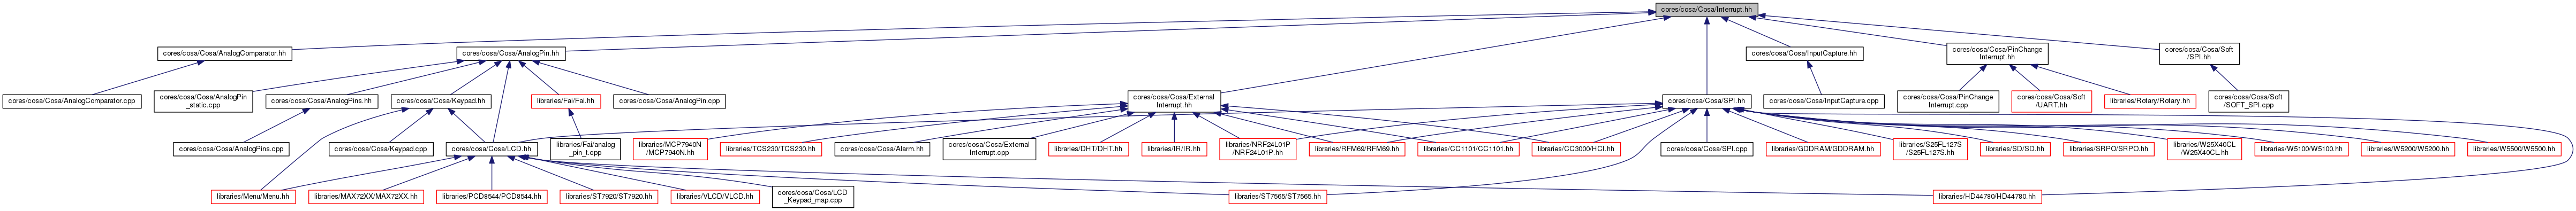 cores/cosa/Cosa/Interrupt.hh
cores/cosa/Cosa/AnalogComparator.hh
cores/cosa/Cosa/AnalogPin.hh
cores/cosa/Cosa/InputCapture.hh
cores/cosa/Cosa/PinChange
Interrupt.hh
cores/cosa/Cosa/Soft
/SPI.hh
cores/cosa/Cosa/AnalogComparator.cpp
cores/cosa/Cosa/AnalogPin
_static.cpp
cores/cosa/Cosa/AnalogPins.hh
cores/cosa/Cosa/Keypad.hh
libraries/Fai/Fai.hh
cores/cosa/Cosa/AnalogPin.cpp
cores/cosa/Cosa/External
Interrupt.hh
cores/cosa/Cosa/SPI.hh
cores/cosa/Cosa/InputCapture.cpp
cores/cosa/Cosa/PinChange
Interrupt.cpp
cores/cosa/Cosa/Soft
/UART.hh
libraries/Rotary/Rotary.hh
cores/cosa/Cosa/Soft
/SOFT_SPI.cpp
cores/cosa/Cosa/AnalogPins.cpp
cores/cosa/Cosa/Keypad.cpp
cores/cosa/Cosa/LCD.hh
libraries/Fai/analog
_pin_t.cpp
libraries/MCP7940N
/MCP7940N.hh
libraries/TCS230/TCS230.hh
cores/cosa/Cosa/Alarm.hh
cores/cosa/Cosa/External
Interrupt.cpp
libraries/DHT/DHT.hh
libraries/IR/IR.hh
libraries/NRF24L01P
/NRF24L01P.hh
libraries/RFM69/RFM69.hh
libraries/CC1101/CC1101.hh
libraries/CC3000/HCI.hh
cores/cosa/Cosa/SPI.cpp
libraries/GDDRAM/GDDRAM.hh
libraries/S25FL127S
/S25FL127S.hh
libraries/SD/SD.hh
libraries/SRPO/SRPO.hh
libraries/W25X40CL
/W25X40CL.hh
libraries/W5100/W5100.hh
libraries/W5200/W5200.hh
libraries/W5500/W5500.hh
libraries/Menu/Menu.hh
libraries/MAX72XX/MAX72XX.hh
libraries/PCD8544/PCD8544.hh
libraries/ST7920/ST7920.hh
libraries/VLCD/VLCD.hh
cores/cosa/Cosa/LCD
_Keypad_map.cpp
libraries/ST7565/ST7565.hh
libraries/HD44780/HD44780.hh